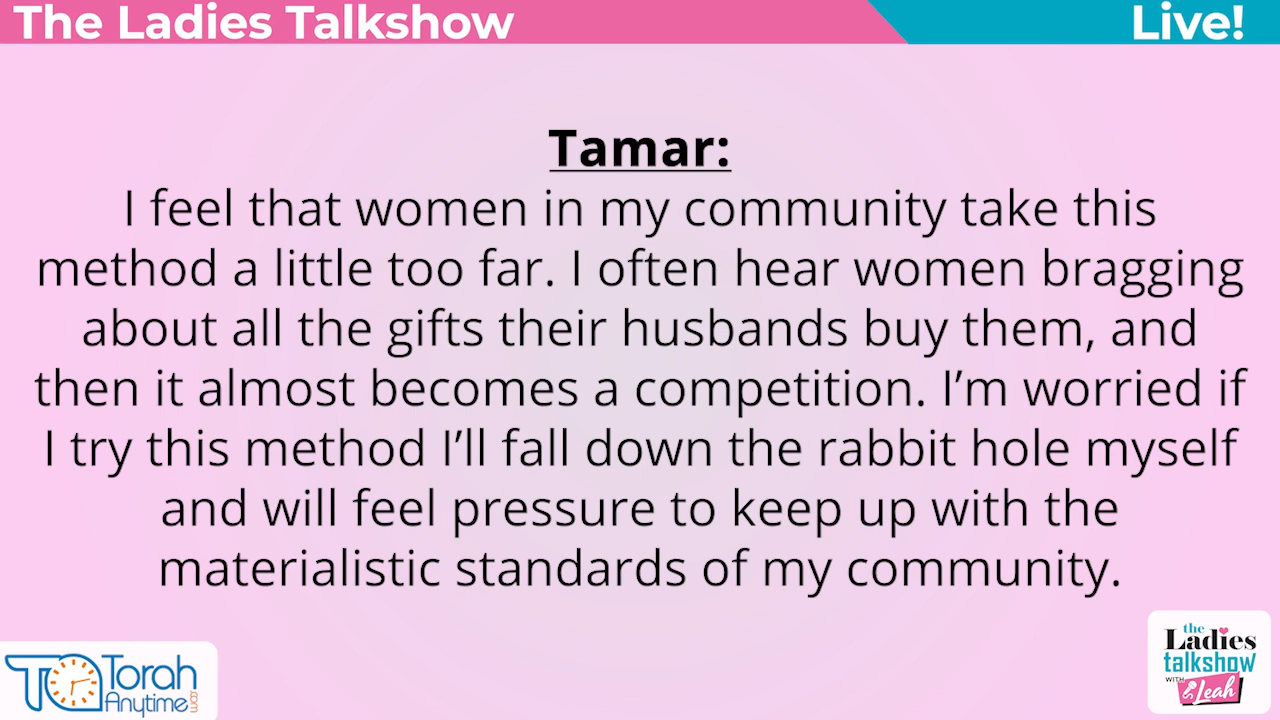 The Ladies Talkshow
Live!
Tamar:
I feel that women in my community take this
method a little too far. I often hear women bragging
about all the gifts their husbands buy them, and
then it almost becomes a competition. I’m worried if
I try this method I’ll fall down the rabbit hole myself
and will feel pressure to keep up with the
materialistic standards of my community.
TA Torah
Anytime.com
the
Ladies
talkshow
WITH Leah